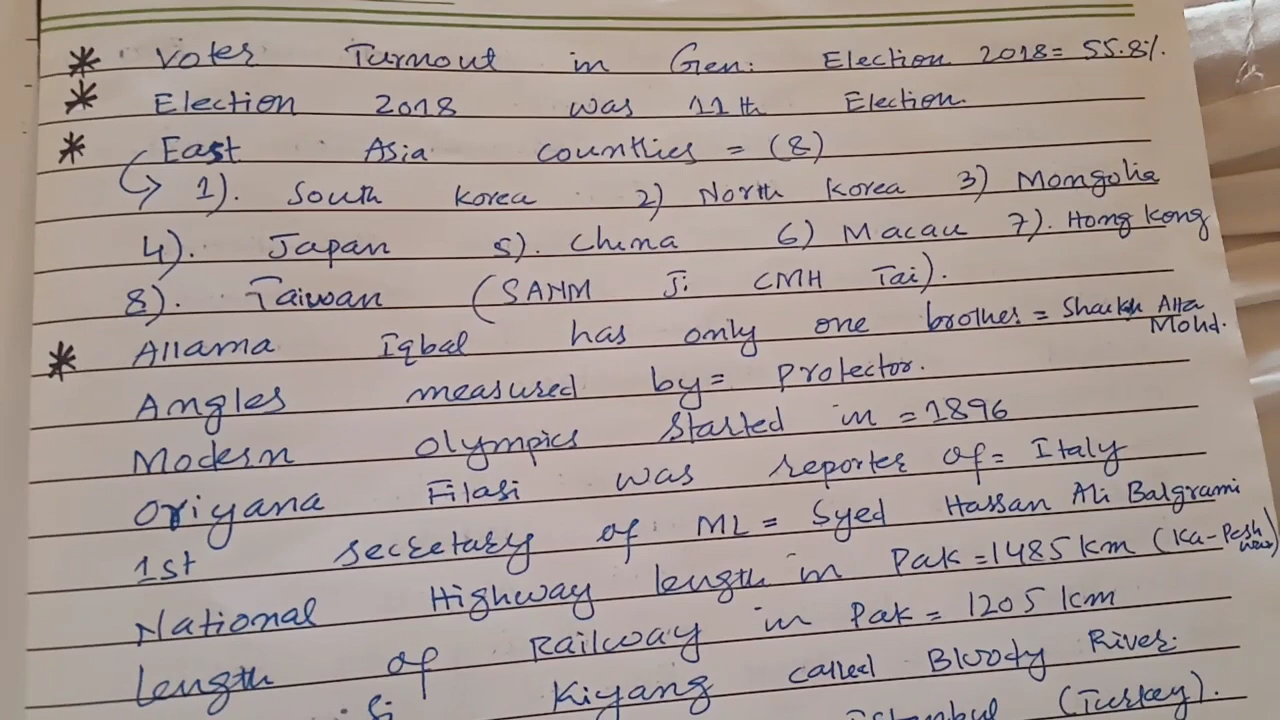 * Voter Turnout in Gen: Election 2018= 55.8%.
* Election 2018 was 11th Election.
* East Asia countries = (8)
1). South Korea 2) North Korea 3) Mongolia
4). Japan 5). China 6) Macau 7). Hong Kong
8). Taiwan (SANM Ji CMH Tai).
* Allama Iqbal has only one brother = Shaikh Atta Mohd.
Angles measured by= Protector.
Modern Olympics started in =1896
Oriyana Filasi was reporter of= Italy
1st secretary of ML = Syed Hassan Ali Balgrami
National Highway length in Pak =1485 km (Ka-Peshwar)
Length of Railway in Pak = 1205 km
Kiyang called Bloody River.
Istanbul (Turkey).